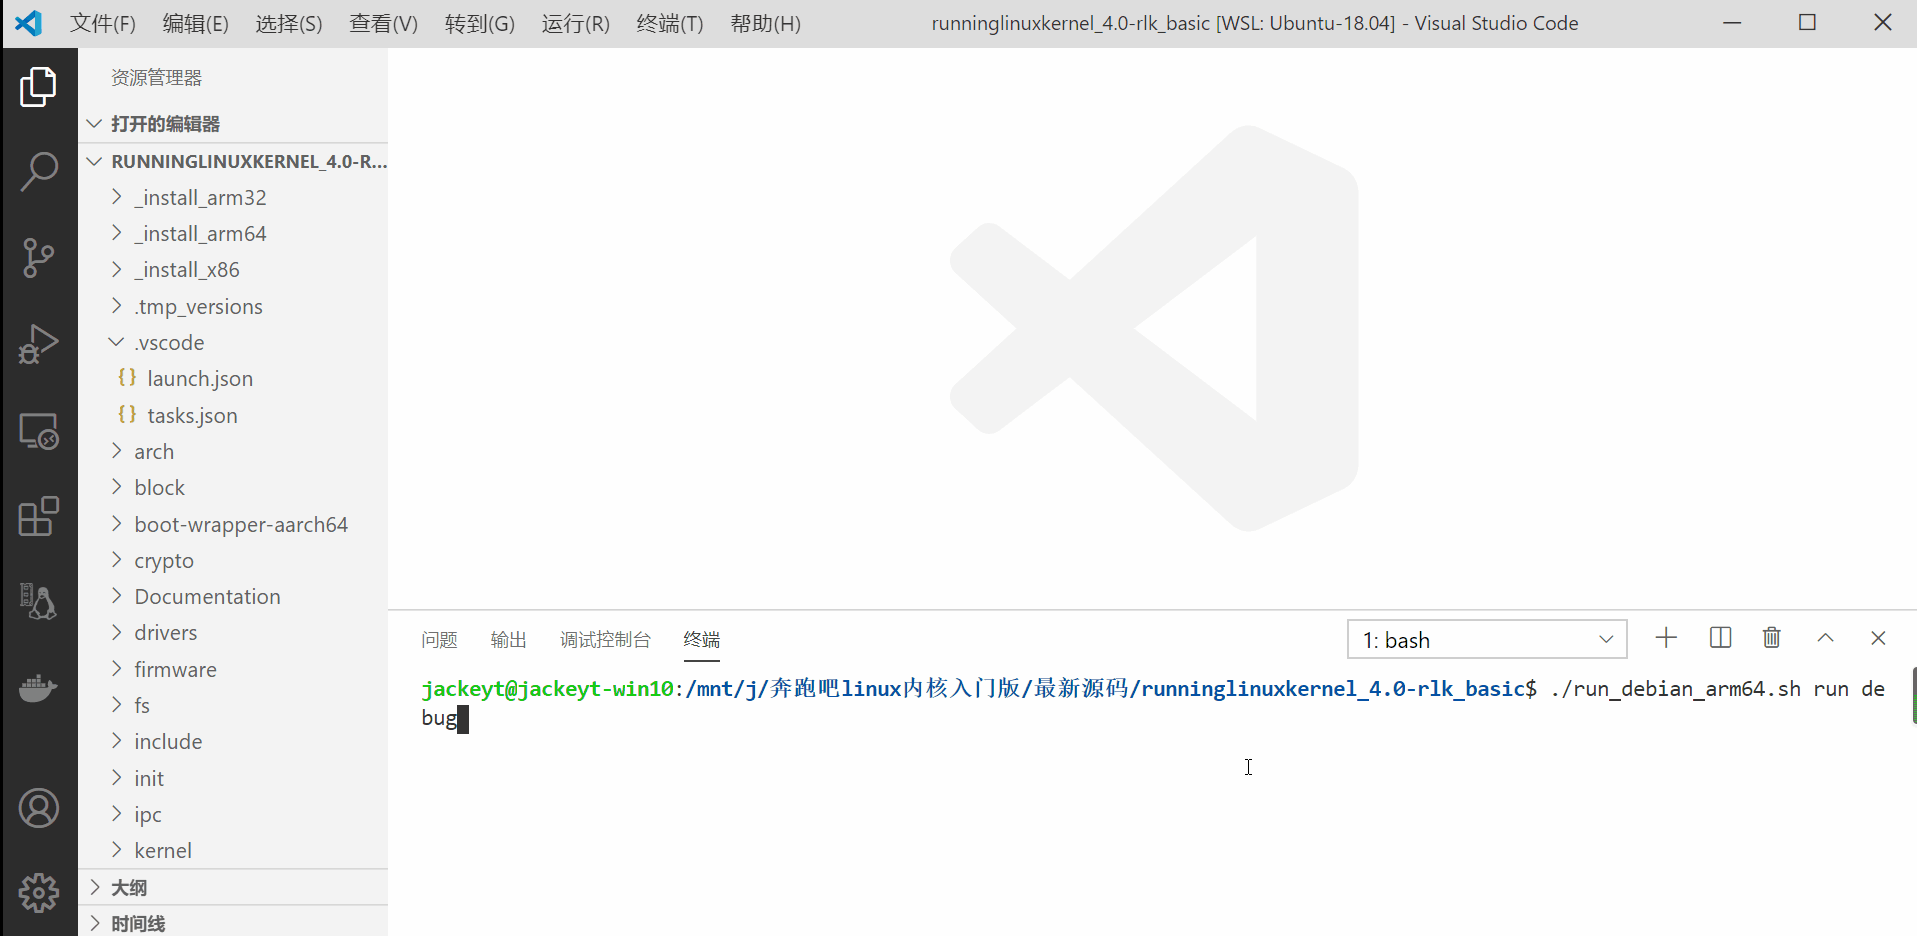 文件(F) 编辑(E) 选择(S) 查看(V) 转到(G) 运行(R) 终端(T) 帮助(H) runninglinuxkernel_4.0-rlk_basic [WSL: Ubuntu-18.04] - Visual Studio Code
资源管理器
打开的编辑器
RUNNINGLINUXKERNEL_4.0-R...
_install_arm32
_install_arm64
_install_x86
.tmp_versions
.vscode
{} launch.json
{} tasks.json
arch
block
boot-wrapper-aarch64
crypto
Documentation
drivers
firmware
fs
include
init
ipc
kernel
大纲
时间线
问题 输出 调试控制台 终端 1: bash
jackeyt@jackeyt-win10:/mnt/j/奔跑吧linux内核入门版/最新源码/runninglinuxkernel_4.0-rlk_basic$ ./run_debian_arm64.sh run de
bug